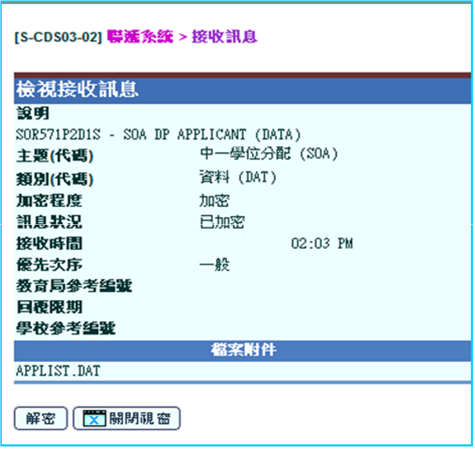 [S-CDS03-02] 聯遞系統 > 接收訊息
檢視接收訊息
說明
SOR571P2D1S - SOA DP APPLICANT (DATA)
主題(代碼) 中一學位分配 (SOA)
類別(代碼) 資料 (DAT)
加密程度 加密
訊息狀況 已加密
接收時間 02:03 PM
優先次序 一般
教育局參考編號
回覆限期
學校參考編號
檔案附件
APPLIST.DAT
解密 關閉視窗